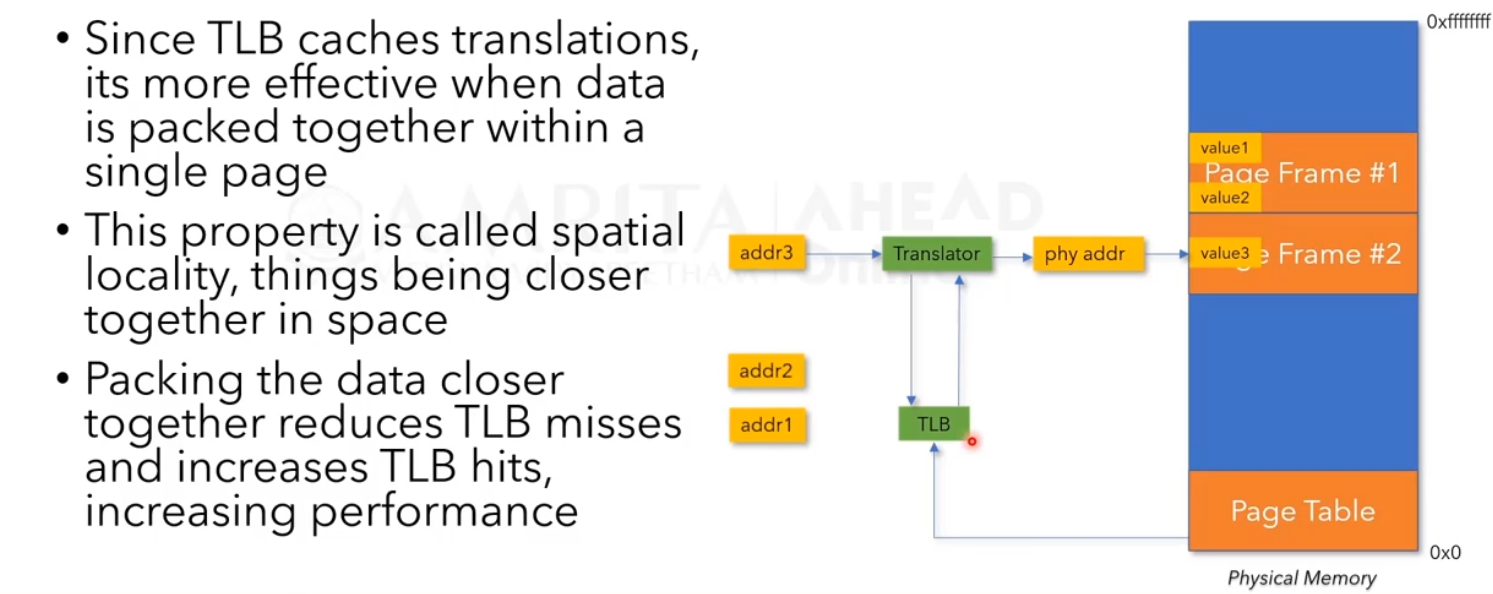 • Since TLB caches translations,
its more effective when data
is packed together within a
single page
• This property is called spatial
locality, things being closer
together in space
• Packing the data closer
together reduces TLB misses
and increases TLB hits,
increasing performance
AMRITA AHEAD
Online
0xffffffff
value1
Page Frame #1
value2
addr3
Translator
phy addr
value3
e Frame #2
addr2
addr1
TLB
Page Table
0x0
Physical Memory